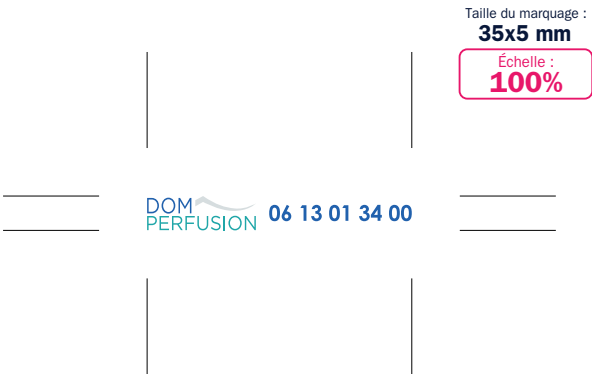 Taille du marquage :
35x5 mm
Échelle :
100%
DOM
PERFUSION
06 13 01 34 00